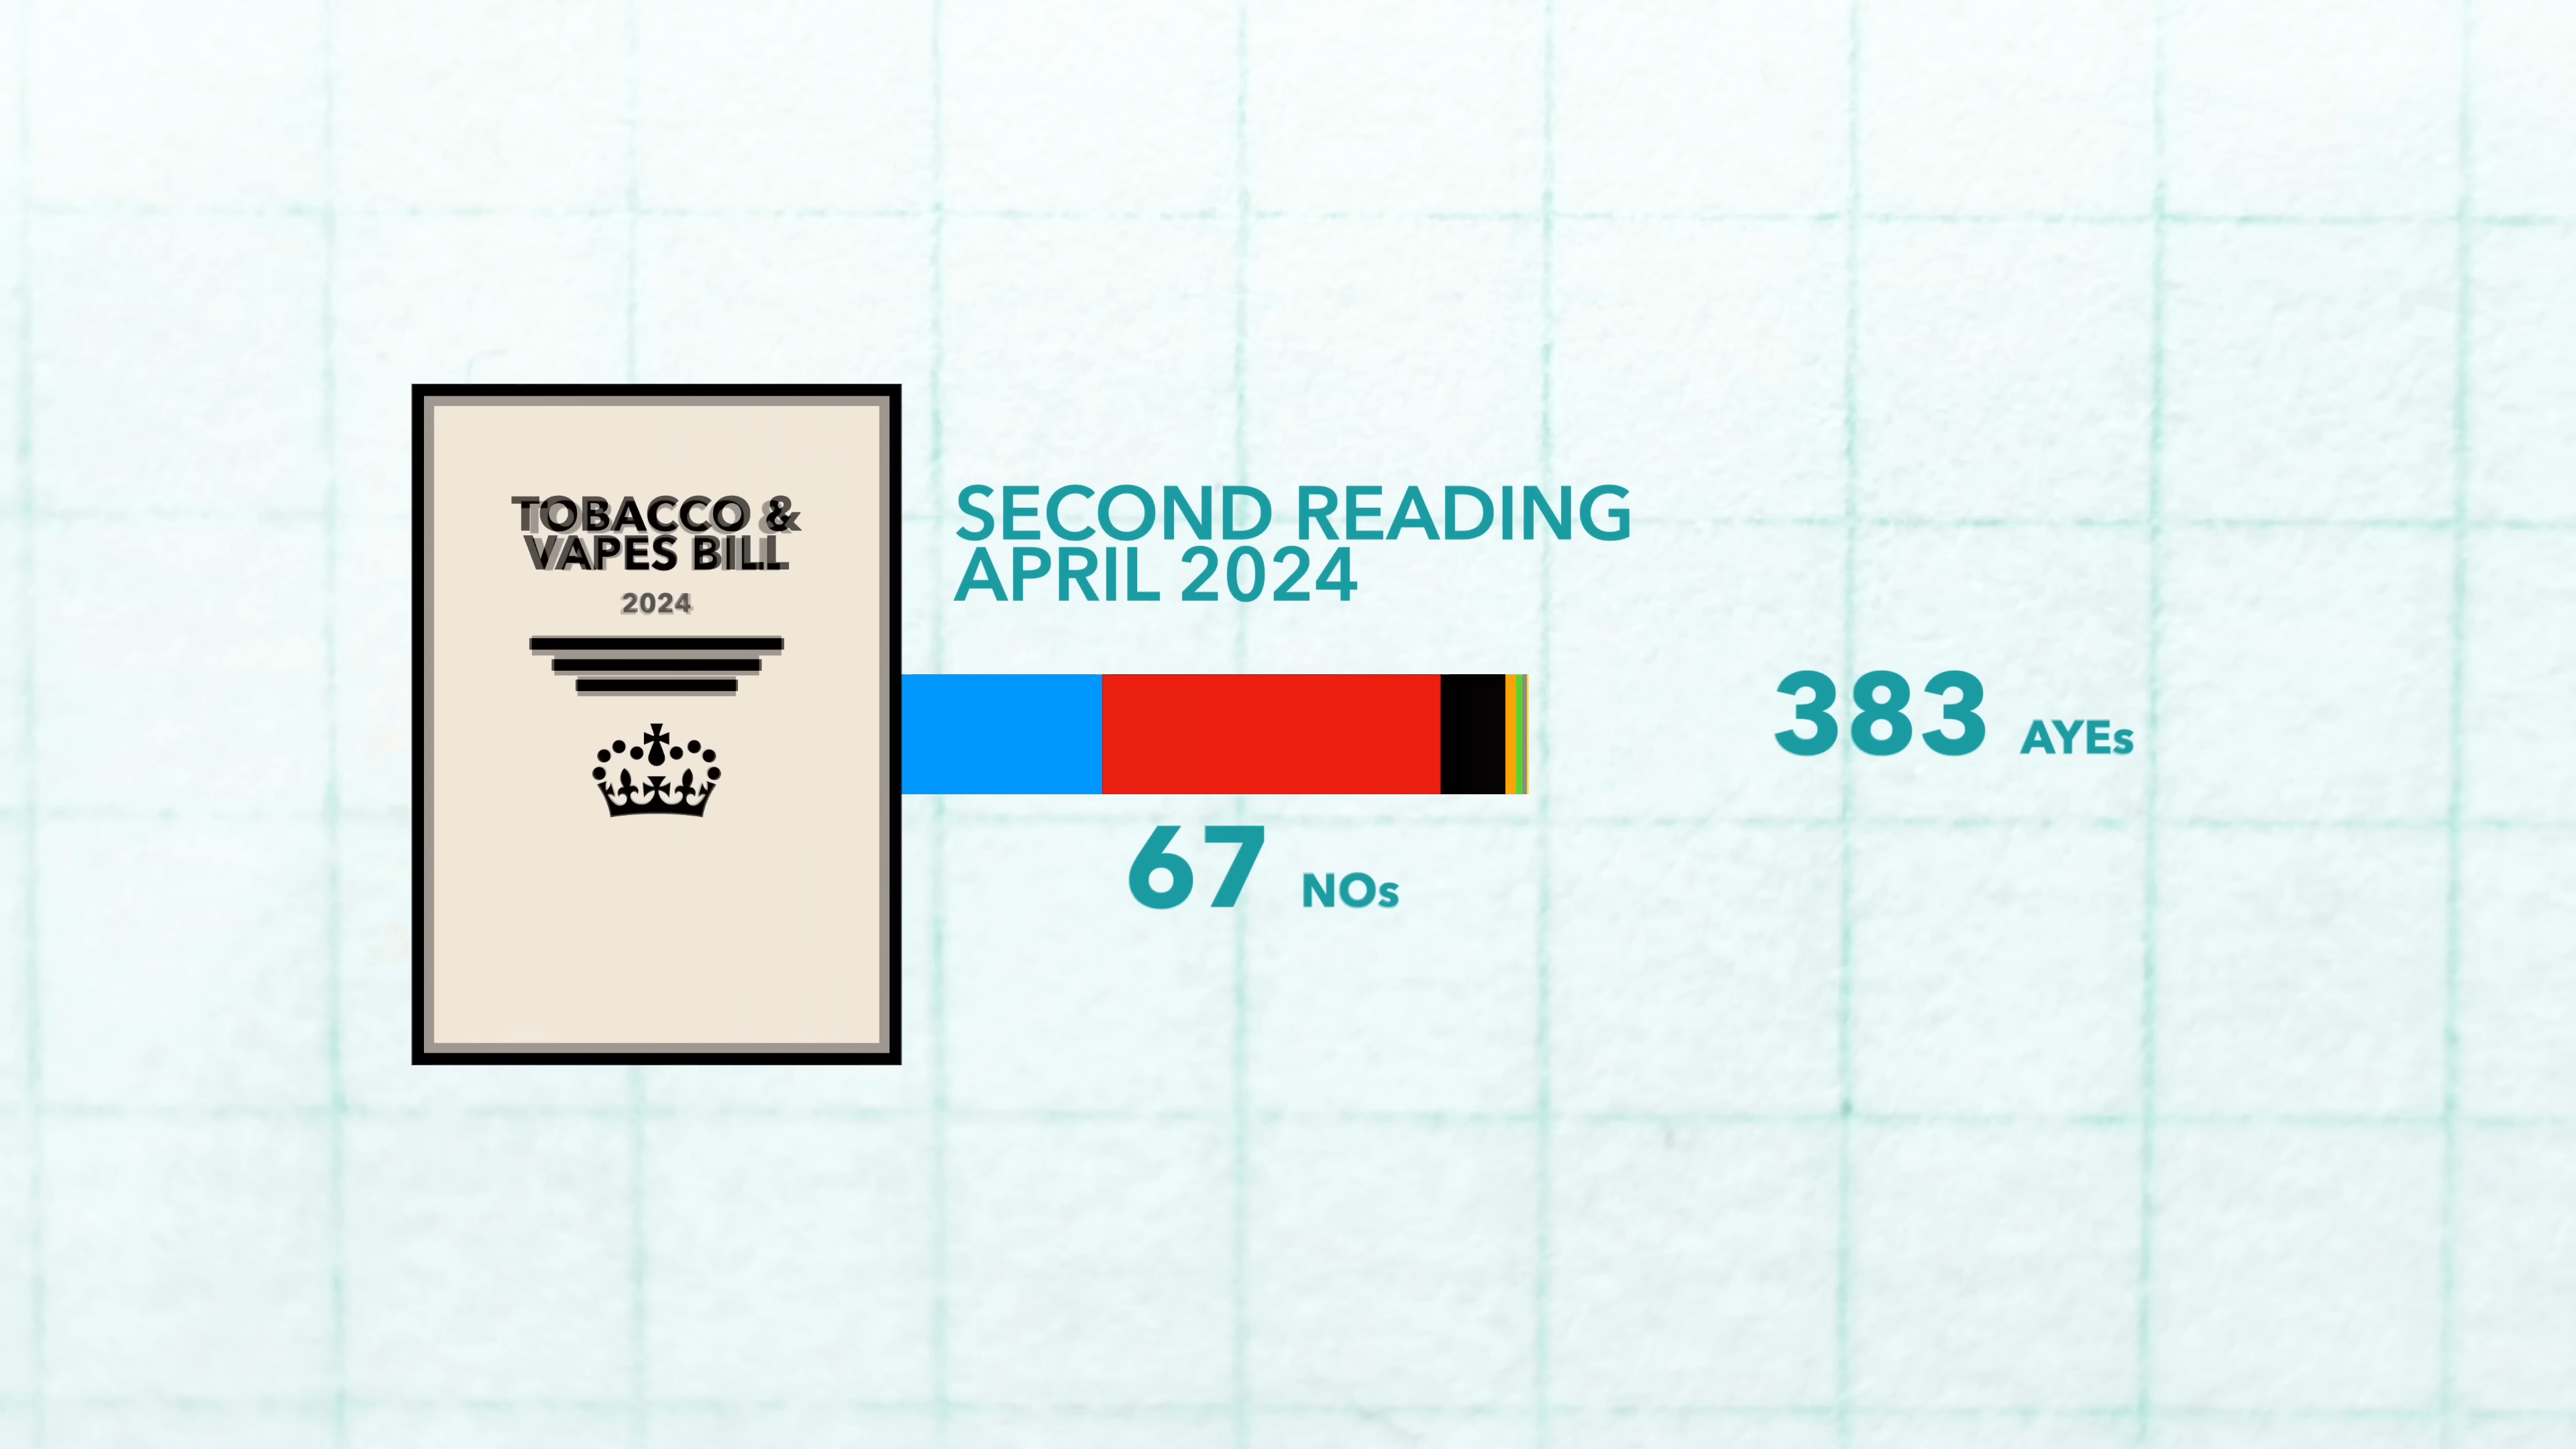 TOBACCO &
VAPES BILL
2024
SECOND READING
APRIL 2024
383 AYEs
67 NOs